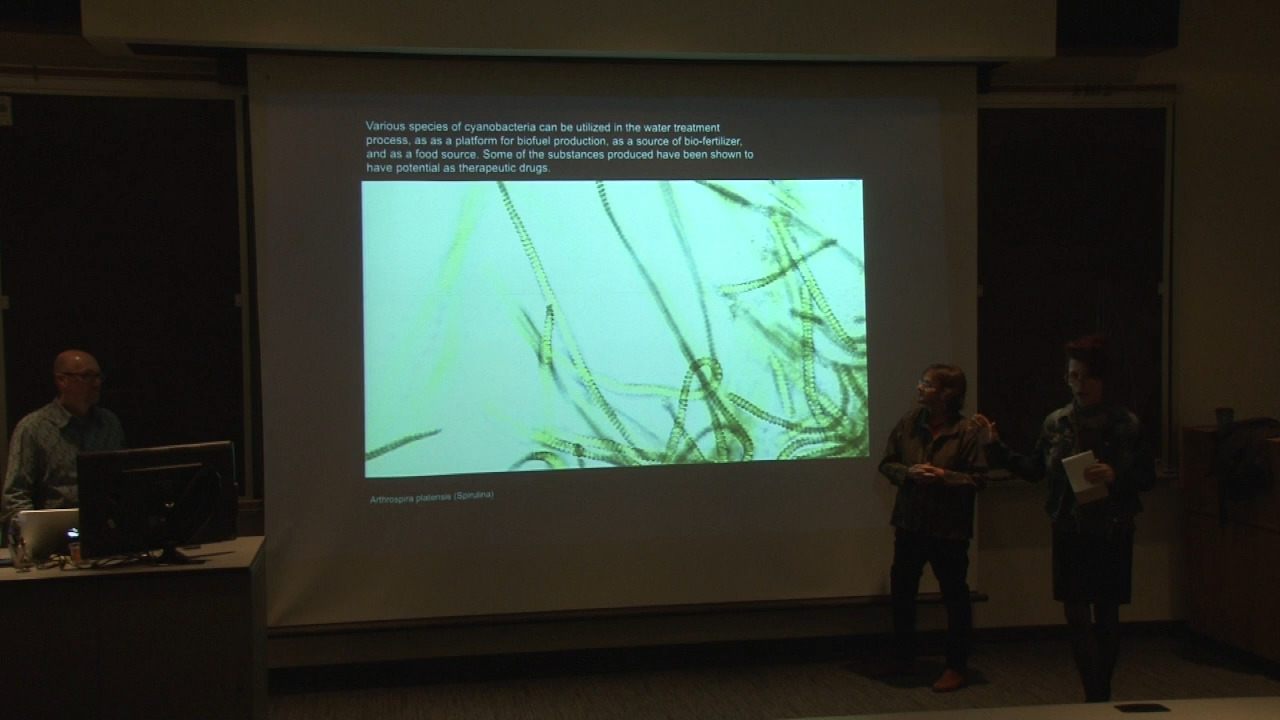 Various species of cyanobacteria can be utilized in the water treatment
process, as as a platform for biofuel production, as a source of bio-fertilizer,
and as a food source. Some of the substances produced have been shown to
have potential as therapeutic drugs.
Arthrospira platensis (Spirulina)